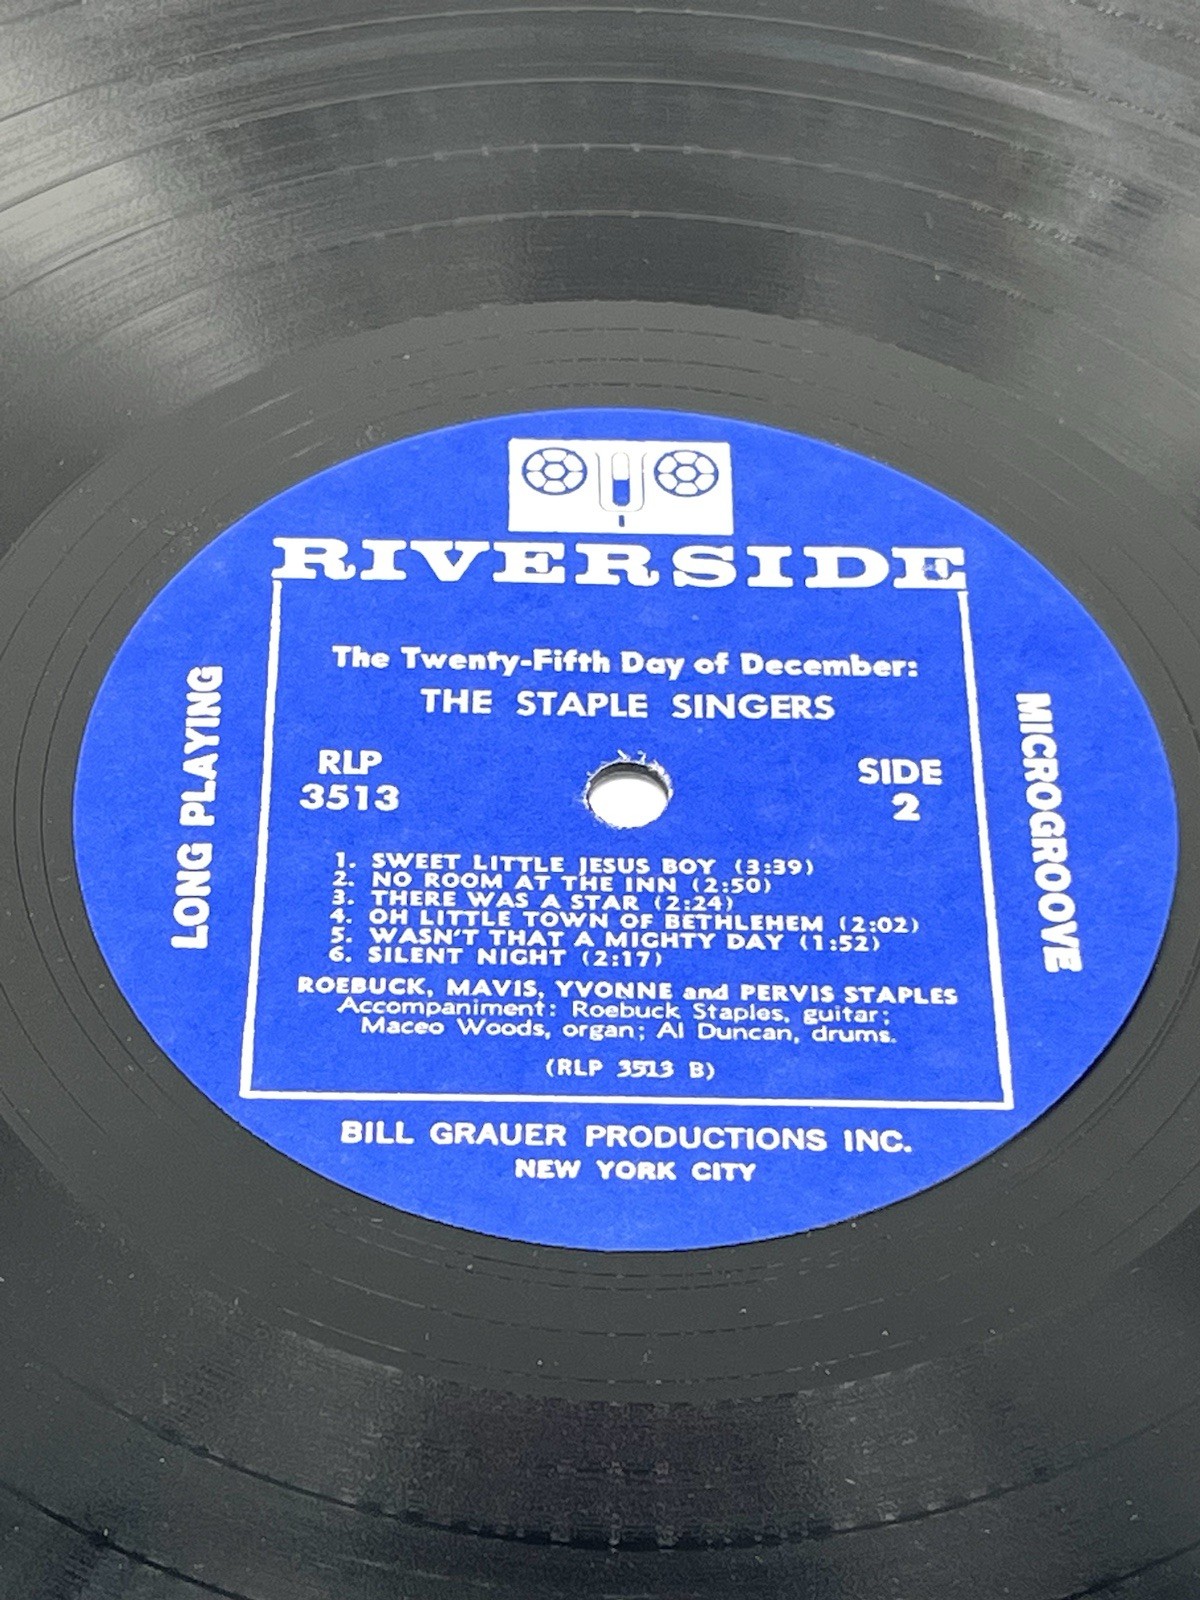 RIVERSIDE
The Twenty-Fifth Day of December:
THE STAPLE SINGERS
RLP
3513
SIDE
2
LONG PLAYING
MICROGROOVE
1. SWEET LITTLE JESUS BOY (3:39)
2. NO ROOM AT THE INN (2:50)
3. THERE WAS A STAR (2:24)
4. OH LITTLE TOWN OF BETHLEHEM (2:02)
5. WASN'T THAT A MIGHTY DAY (1:52)
6. SILENT NIGHT (2:17)
ROEBUCK, MAVIS, YVONNE and PERVIS STAPLES
Accompaniment: Roebuck Staples, guitar;
Maceo Woods, organ; Al Duncan, drums.
(RLP 3513 B)
BILL GRAUER PRODUCTIONS INC.
NEW YORK CITY